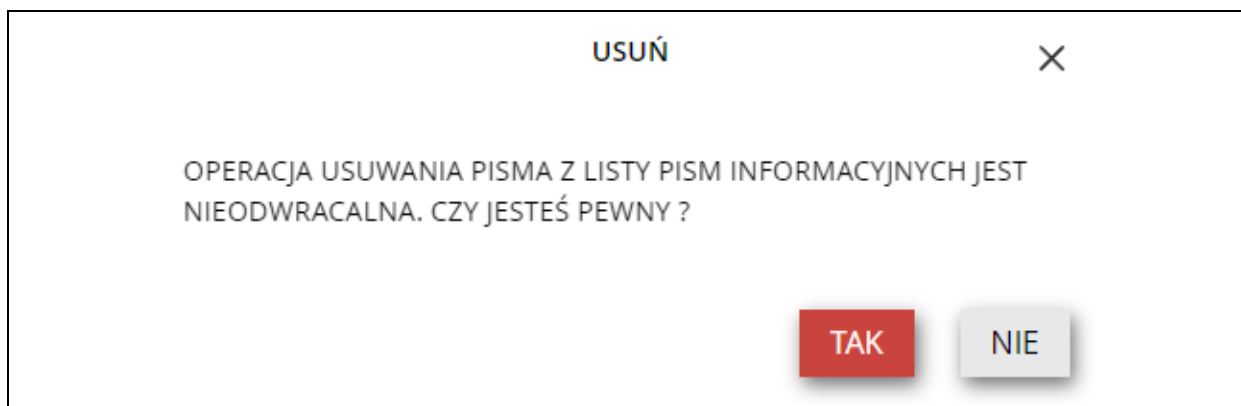 USUŃ
OPERACJA USUWANIA PISMA Z LISTY PISM INFORMACYJNYCH JEST
NIEODWRACALNA. CZY JESTEŚ PEWNY ?
TAK NIE